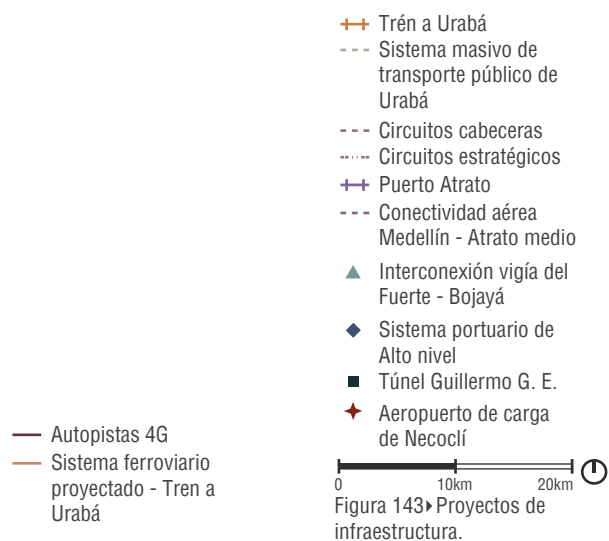 Trén a Urabá
Sistema masivo de
transporte público de
Urabá
Circuitos cabeceras
Circuitos estratégicos
Puerto Atrato
Conectividad aérea
Medellín - Atrato medio
Interconexión vigía del
Fuerte - Bojayá
Sistema portuario de
Alto nivel
Túnel Guillermo G. E.
Aeropuerto de carga
de Necoclí
Autopistas 4G
Sistema ferroviario
proyectado - Tren a
Urabá
0 10km 20km
Figura 143▸Proyectos de
infraestructura.